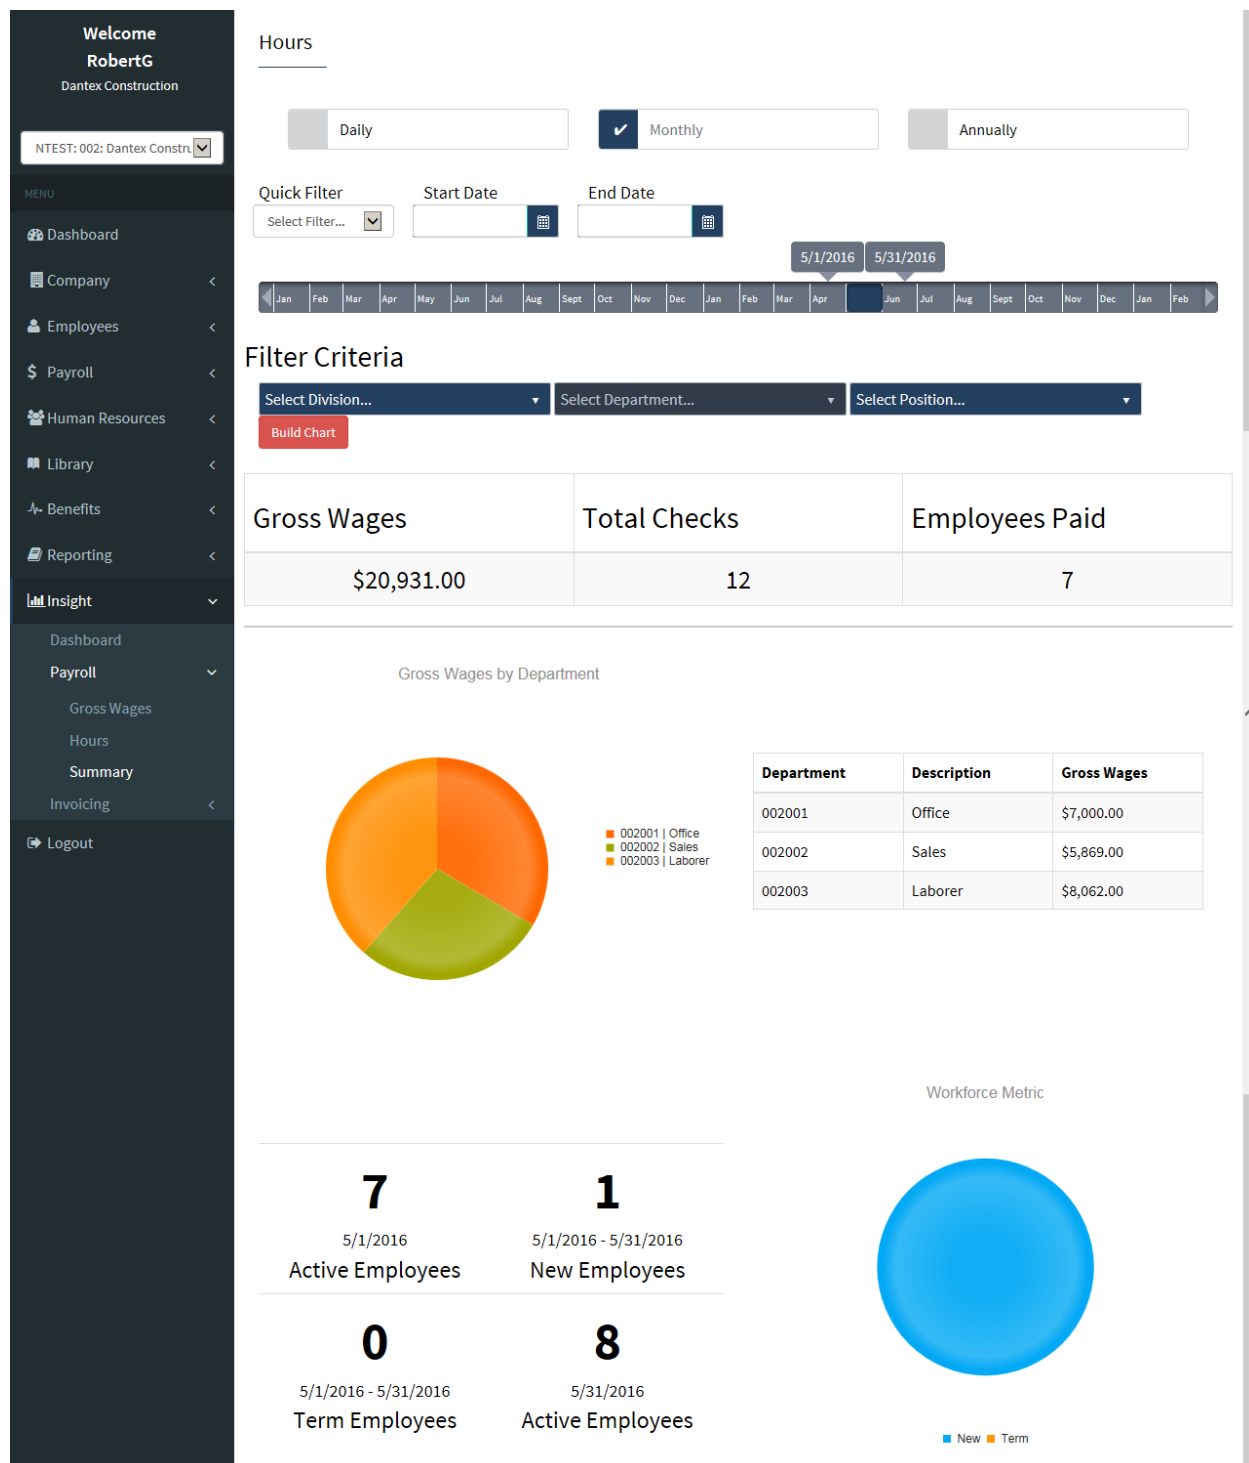 Welcome
RobertG
Dantex Construction
NTEST: 002: Dantex Constru
MENU
Dashboard
Company
Employees
Payroll
Human Resources
Library
Benefits
Reporting
Insight
Dashboard
Payroll
Gross Wages
Hours
Summary
Invoicing
Logout
Hours
Daily
Monthly
Annually
Quick Filter
Start Date
End Date
Select Filter...
5/1/2016
5/31/2016
Jan Feb Mar Apr May Jun Jul Aug Sept Oct Nov Dec Jan Feb Mar Apr Jun Jul Aug Sept Oct Nov Dec Jan Feb
Filter Criteria
Select Division...
Select Department...
Select Position...
Build Chart
Gross Wages Total Checks Employees Paid
$20,931.00 12 7
Gross Wages by Department
002001 | Office
002002 | Sales
002003 | Laborer
Department Description Gross Wages
002001 Office $7,000.00
002002 Sales $5,869.00
002003 Laborer $8,062.00
7
5/1/2016
Active Employees
1
5/1/2016 - 5/31/2016
New Employees
0
5/1/2016 - 5/31/2016
Term Employees
8
5/31/2016
Active Employees
Workforce Metric
New Term